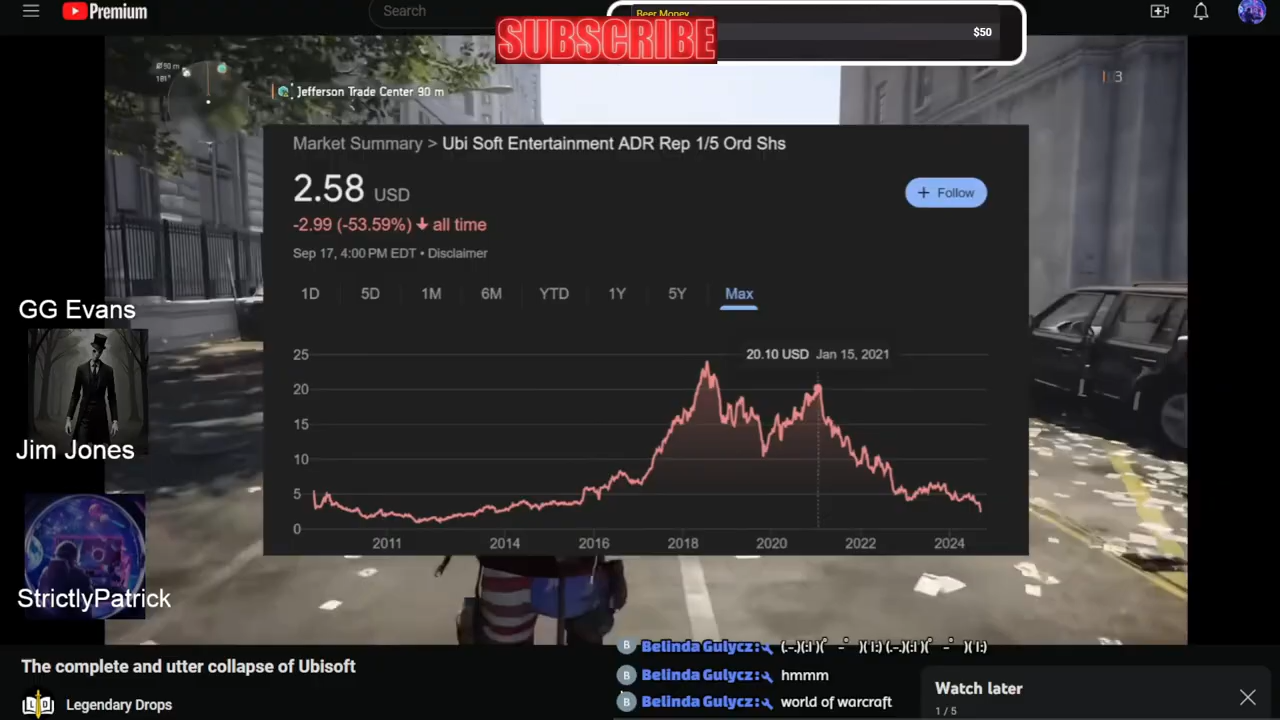 Premium
Search
Beer Money
$50
SUBSCRIBE
90 m
Jefferson Trade Center 90 m
3
Market Summary > Ubi Soft Entertainment ADR Rep 1/5 Ord Shs
2.58 USD
+ Follow
-2.99 (-53.59%) ↓ all time
Sep 17, 4:00 PM EDT • Disclaimer
1D 5D 1M 6M YTD 1Y 5Y Max
20.10 USD Jan 15, 2021
25
20
15
10
5
0
2011 2014 2016 2018 2020 2022 2024
GG Evans
Jim Jones
StrictlyPatrick
The complete and utter collapse of Ubisoft
Legendary Drops
B Belinda Gulycz:
B Belinda Gulycz: hmmm
B Belinda Gulycz: world of warcraft
Watch later
1 / 5